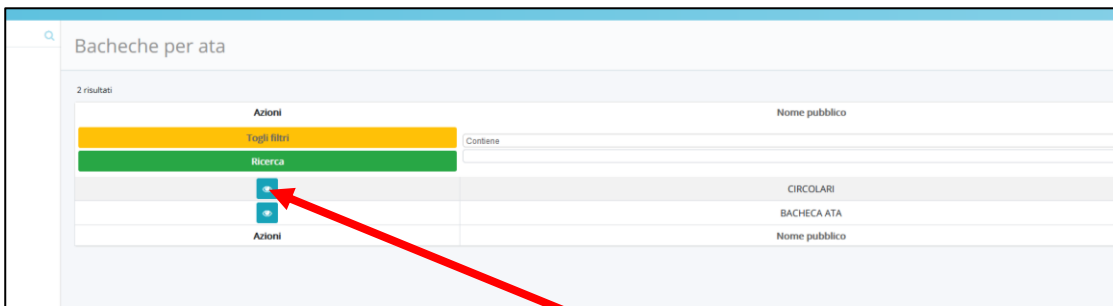 Bacheche per ata
2 risultati
Azioni Nome pubblico
Togli filtri Contiene
Ricerca
CIRCOLARI
BACHECA ATA
Azioni Nome pubblico